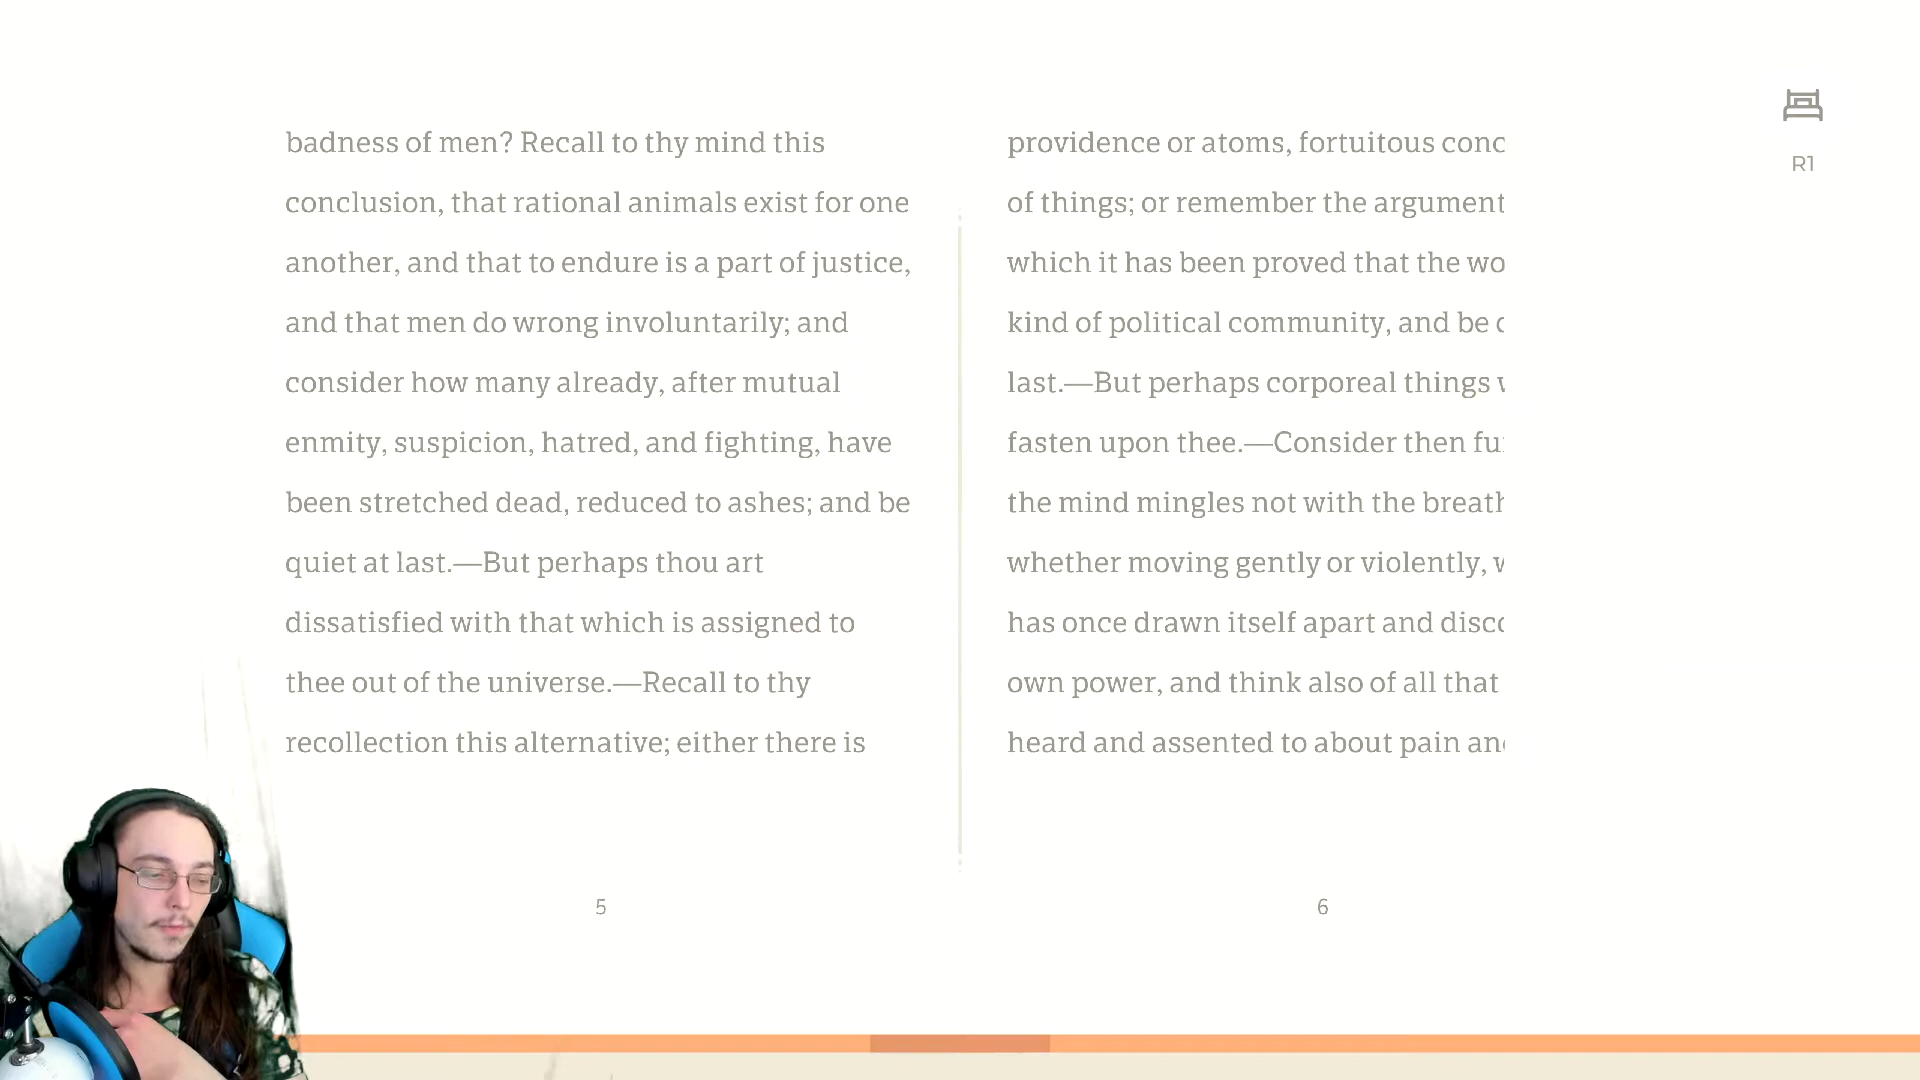 badness of men? Recall to thy mind this
conclusion, that rational animals exist for one
another, and that to endure is a part of justice,
and that men do wrong involuntarily; and
consider how many already, after mutual
enmity, suspicion, hatred, and fighting, have
been stretched dead, reduced to ashes; and be
quiet at last.—But perhaps thou art
dissatisfied with that which is assigned to
thee out of the universe.—Recall to thy
recollection this alternative; either there is
5
providence or atoms, fortuitous conc
of things; or remember the argument
which it has been proved that the wo
kind of political community, and be
last.—But perhaps corporeal things
fasten upon thee.—Consider then fu
the mind mingles not with the breath
whether moving gently or violently,
has once drawn itself apart and disc
own power, and think also of all that
heard and assented to about pain an
6
R1